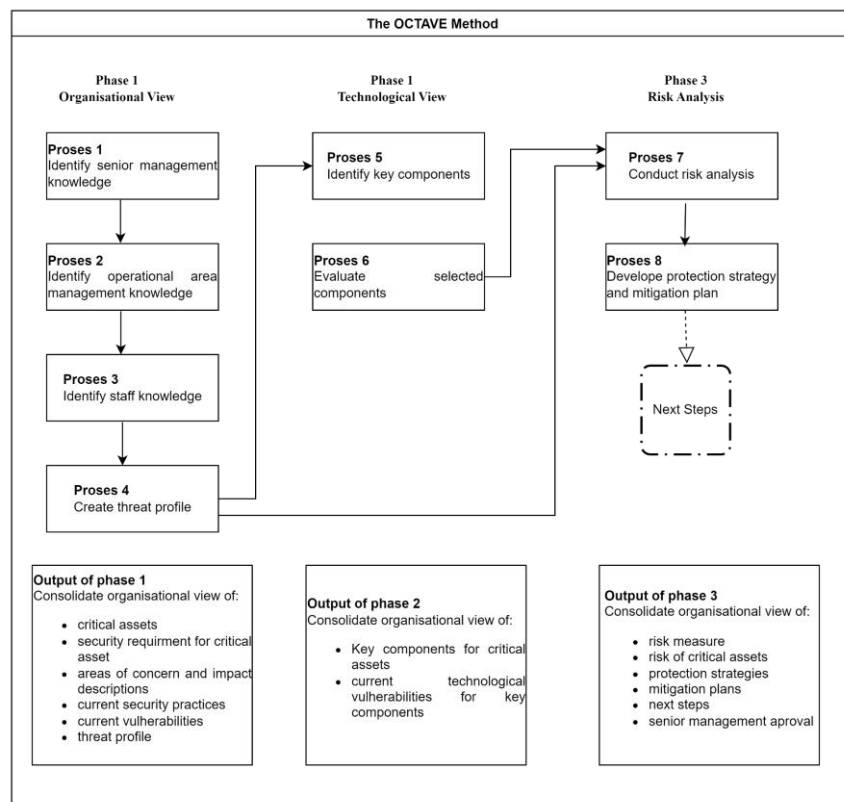 The OCTAVE Method
Phase 1
Organisational View
Phase 1
Technological View
Phase 3
Risk Analysis
Proses 1
Identify senior management
knowledge
Proses 2
Identify operational area
management knowledge
Proses 3
Identify staff knowledge
Proses 4
Create threat profile
Proses 5
Identify key components
Proses 6
Evaluate selected
components
Proses 7
Conduct risk analysis
Proses 8
Develope protection strategy
and mitigation plan
Next Steps
Output of phase 1
Consolidate organisational view of:
• critical assets
• security requirment for critical
asset
• areas of concern and impact
descriptions
• current security practices
• current vulnerabilities
• threat profile
Output of phase 2
Consolidate organisational view of:
• Key components for critical
assets
• current technological
vulherabilities for key
components
Output of phase 3
Consolidate organisational view of:
• risk measure
• risk of critical assets
• protection strategies
• mitigation plans
• next steps
• senior management aproval